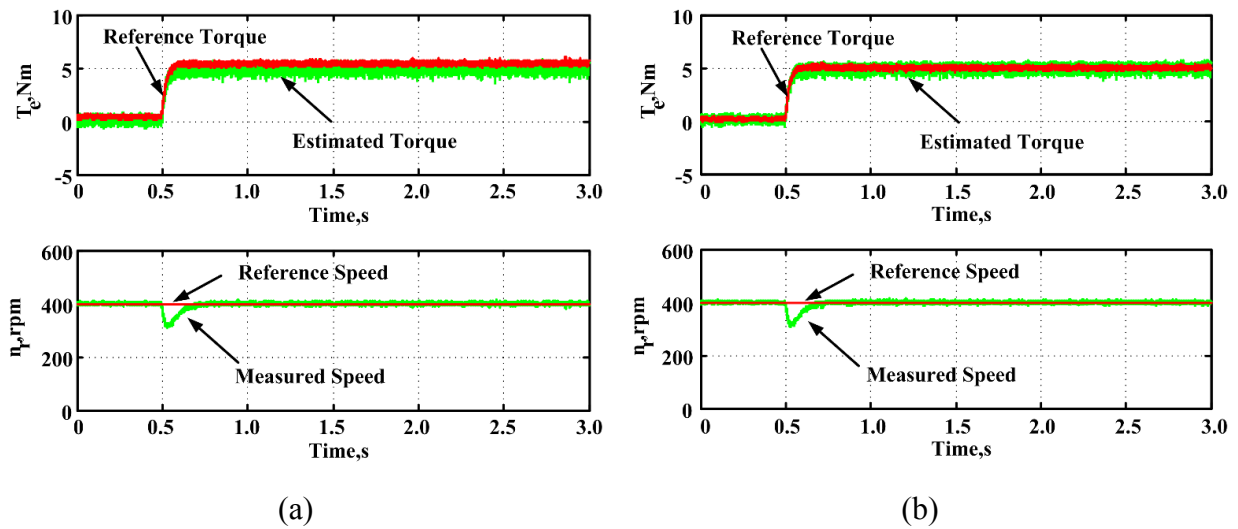 10
5
0
-5
T_e,Nm
Reference Torque
Estimated Torque
0 0.5 1.0 1.5 2.0 2.5 3.0
Time,s
600
400
200
0
n_r,rpm
Reference Speed
Measured Speed
0 0.5 1.0 1.5 2.0 2.5 3.0
Time,s
(a)
10
5
0
-5
T_e,Nm
Reference Torque
Estimated Torque
0 0.5 1.0 1.5 2.0 2.5 3.0
Time,s
600
400
200
0
n_r,rpm
Reference Speed
Measured Speed
0 0.5 1.0 1.5 2.0 2.5 3.0
Time,s
(b)